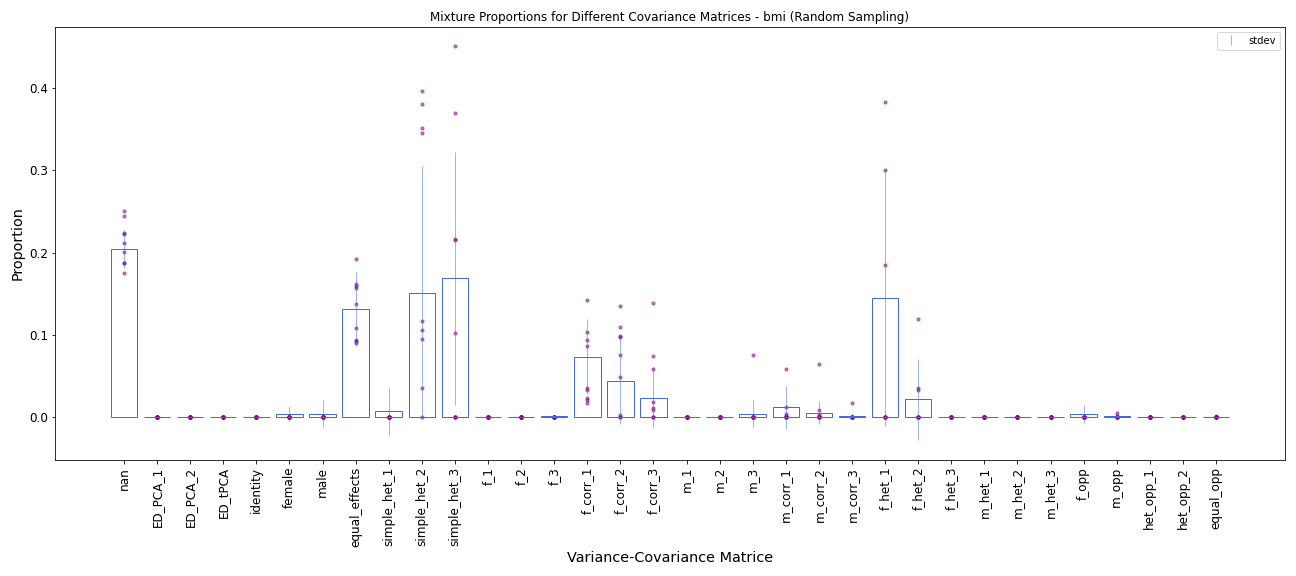 Mixture Proportions for Different Covariance Matrices - bmi (Random Sampling)
stdev
Proportion
0.4
0.3
0.2
0.1
0.0
nan
ED_PCA_1
ED_PCA_2
ED_tPCA
identity
female
male
equal_effects
simple_het_1
simple_het_2
simple_het_3
f_1
f_2
f_3
f_corr_1
f_corr_2
f_corr_3
m_1
m_2
m_3
m_corr_1
m_corr_2
m_corr_3
f_het_1
f_het_2
f_het_3
m_het_1
m_het_2
m_het_3
f_opp
m_opp
het_opp_1
het_opp_2
equal_opp
Variance-Covariance Matrice